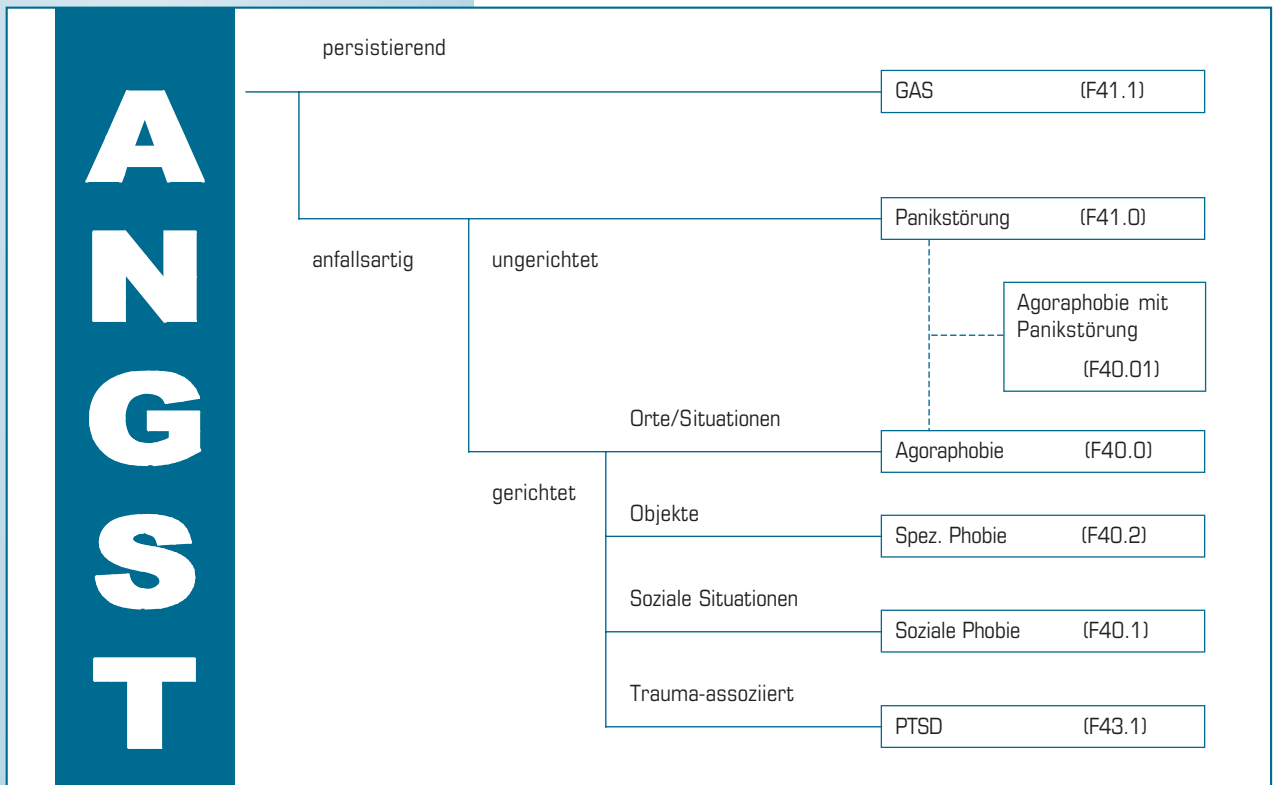 ANGST
persistierend
GAS (F41.1)
Panikstörung (F41.0)
anfallsartig ungerichtet
Agoraphobie mit
Panikstörung
(F40.01)
Orte/Situationen
Agoraphobie (F40.0)
gerichtet
Objekte
Spez. Phobie (F40.2)
Soziale Situationen
Soziale Phobie (F40.1)
Trauma-assoziiert
PTSD (F43.1)